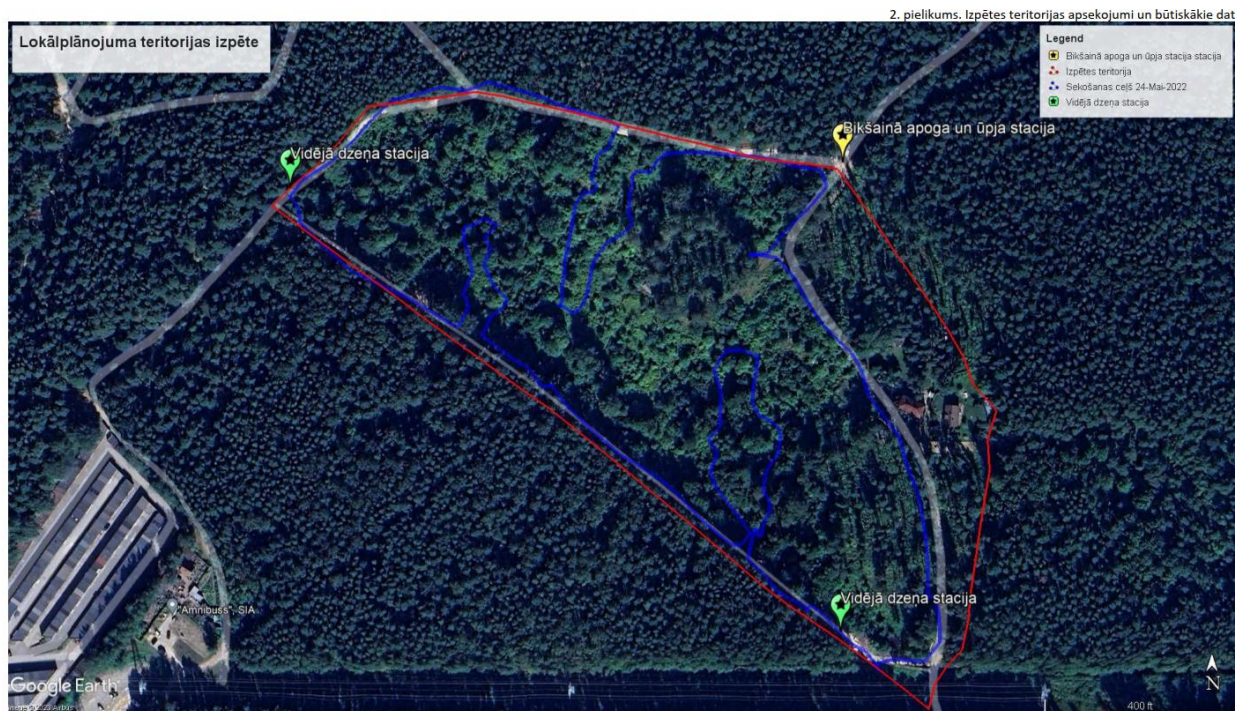 2. pielikums. Izpētes teritorijas apsekojumi un būtiskākie dat
Lokālplānojuma teritorijas izpēte
Legend
Bikšainā apoga un ūpja stacija stacija
Izpētes teritorija
Sekošanas ceļš 24-Mai-2022
Vidējā dzeņa stacija
Bikšainā apoga un ūpja stacija
Vidējā dzeņa stacija
Vidējā dzeņa stacija
"Amnibuss", SIA
Google Earth
2023 Airbus
N
400 ft